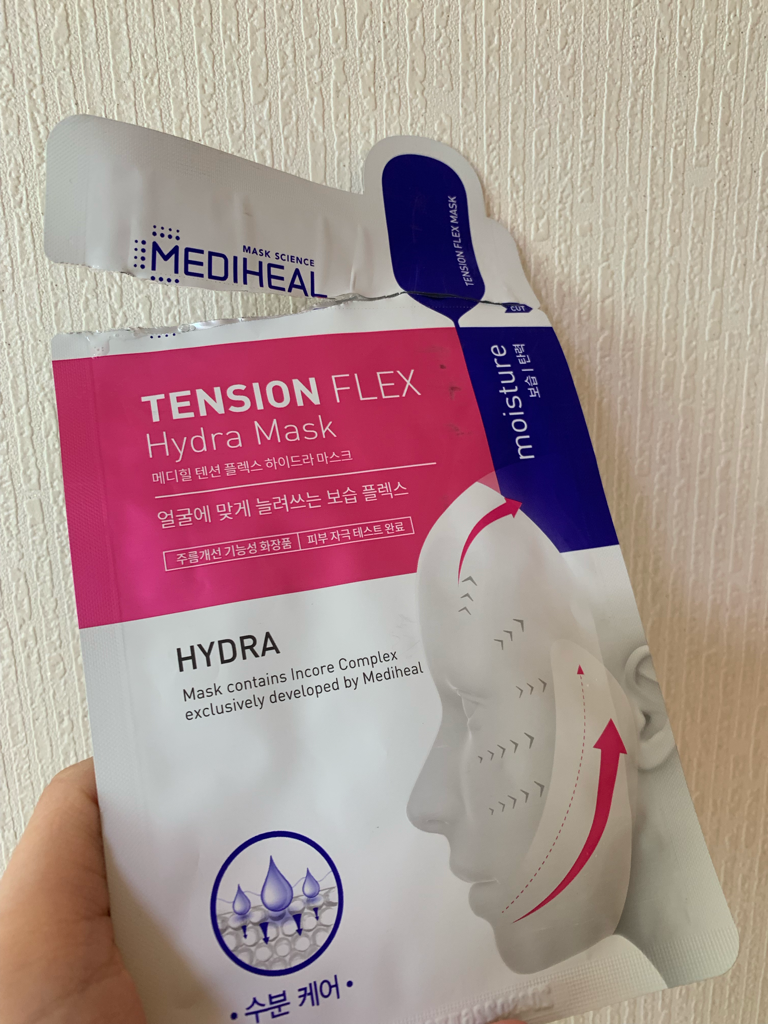 MASK SCIENCE
MEDIHEAL
TENSION FLEX MASK
CUT
TENSION FLEX
Hydra Mask
메디힐 텐션 플렉스 하이드라 마스크
얼굴에 맞게 늘려쓰는 보습 플렉스
주름개선 기능성 화장품 | 피부 자극 테스트 완료
moisture
보습 | 탄력
HYDRA
Mask contains Incore Complex
exclusively developed by Mediheal
• 수분 케어 •